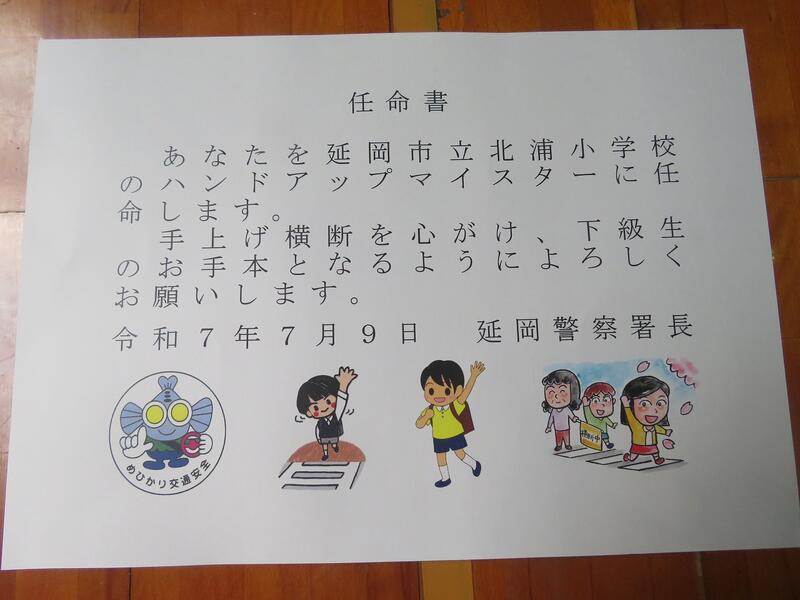 任命書
あなたを延岡市立北浦小学校
のハンドアップマイスターに任
命します。
手上げ横断を心がけ、下級生
のお手本となるようによろしく
お願いします。
令和７年７月９日　延岡警察署長
めひかり交通安全
横断中